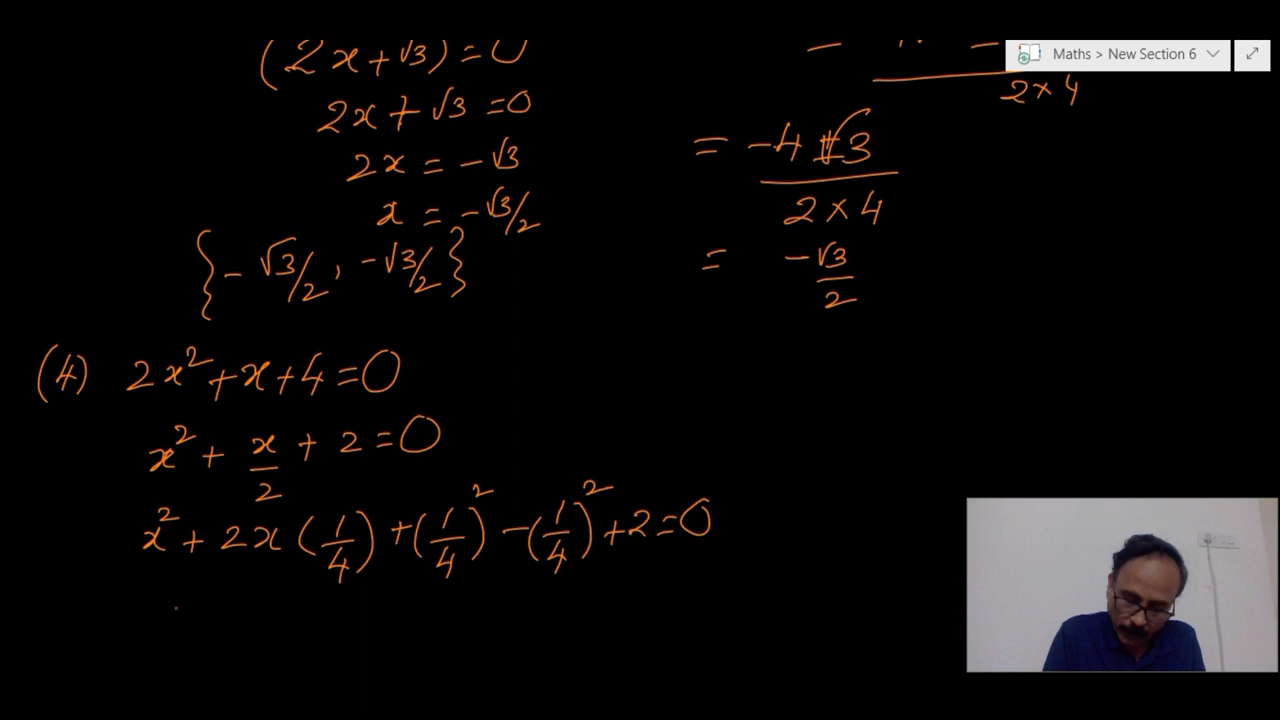 (2x+√3)=0
2x+√3=0
2x=-√3
x=-√3/2
{-√3/2, -√3/2}
(4) 2x²+x+4=0
x²+x/2+2=0
x²+2x(1/4)+(1/4)²-(1/4)²+2=0
Maths > New Section 6
2×4
= -4√3
2×4
= -√3/2